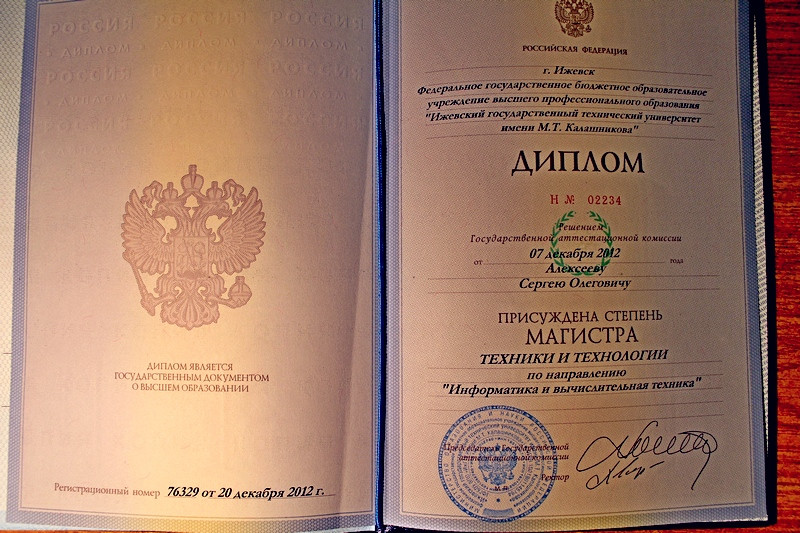 РОССИЯ РОССИЯ РОССИЯ
ДИПЛОМ ДИПЛОМ
РОССИЯ РОССИЯ
ДИПЛОМ ЯВЛЯЕТСЯ
ГОСУДАРСТВЕННЫМ ДОКУМЕНТОМ
О ВЫСШЕМ ОБРАЗОВАНИИ
Регистрационный номер 76329 от 20 декабря 2012 г.
РОССИЙСКАЯ ФЕДЕРАЦИЯ
г. Ижевск
Федеральное государственное бюджетное образовательное
учреждение высшего профессионального образования
"Ижевский государственный технический университет
имени М.Т. Калашникова"
ДИПЛОМ
Н № 02234
Решением
Государственной аттестационной комиссии
от 07 декабря 2012 года
Алексееву
Сергею Олеговичу
ПРИСУЖДЕНА СТЕПЕНЬ
МАГИСТРА
ТЕХНИКИ И ТЕХНОЛОГИИ
по направлению
"Информатика и вычислительная техника"
Председатель Государственной
аттестационной комиссии
Ректор
М.П.